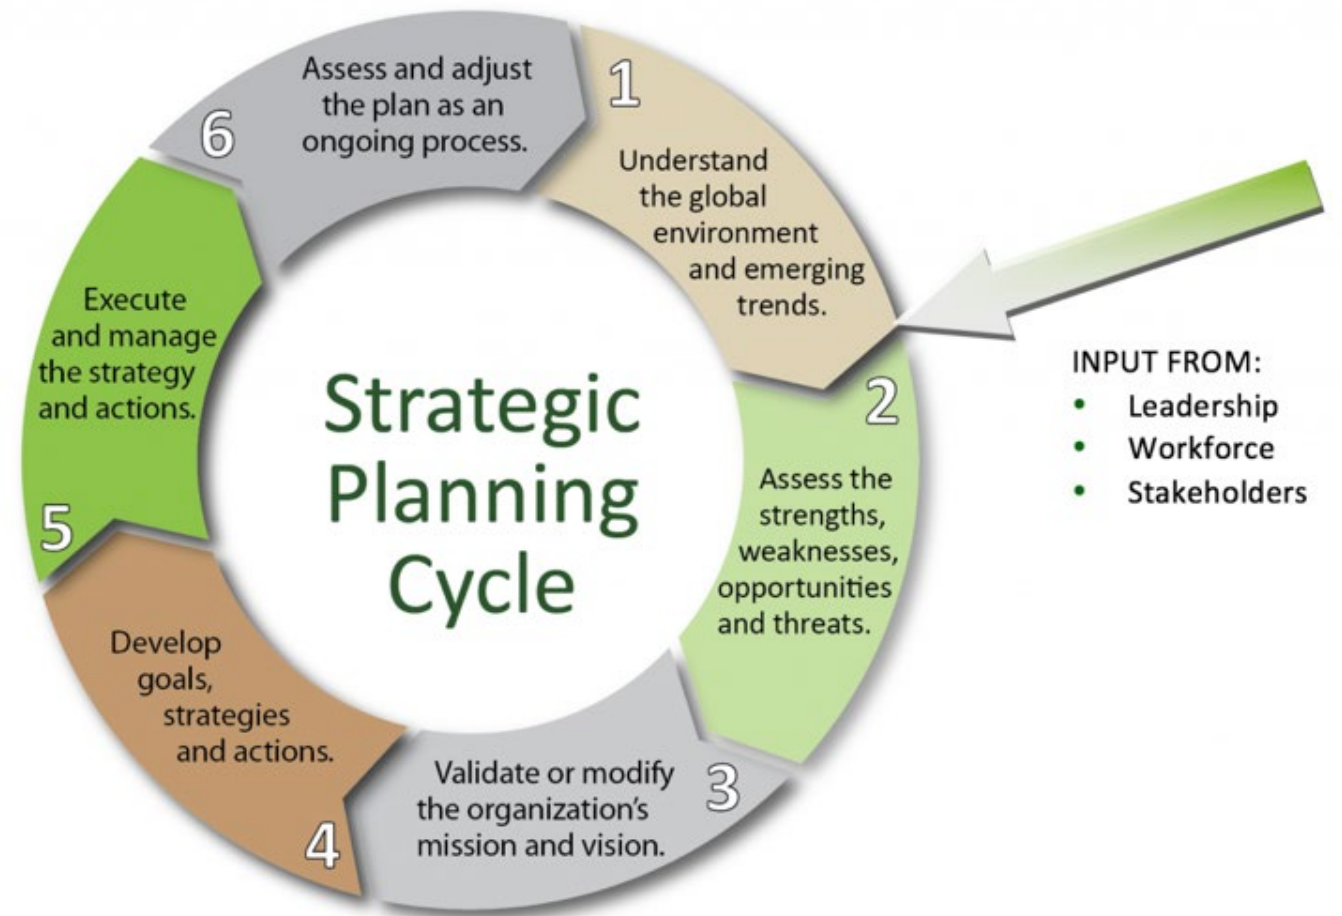 Strategic
Planning
Cycle
1
Understand
the global
environment
and emerging
trends.
2
Assess the
strengths,
weaknesses,
opportunities
and threats.
3
Validate or modify
the organization's
mission and vision.
4
Develop
goals,
strategies
and actions.
5
Execute
and manage
the strategy
and actions.
6
Assess and adjust
the plan as an
ongoing process.
INPUT FROM:
• Leadership
• Workforce
• Stakeholders